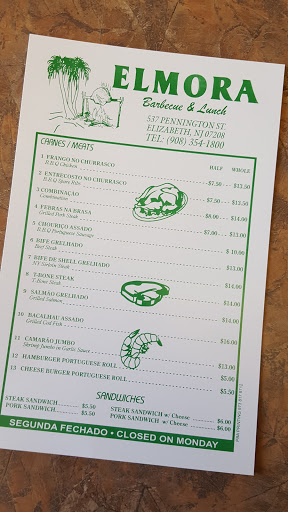 ELMORA
Barbecue & Lunch
537 PENNINGTON ST.
ELIZABETH, NJ 07208
TEL: (908) 354-1800
CARNES / MEATS
HALF WHOLE
1 FRANGO NO CHURRASCO $7.50 $13.50
B.B.Q Chicken
2 ENTRECOSTO NO CHURRASCO $7.50 $13.50
B.B.Q Spare Ribs
3 COMBINAÇÃO $8.00 $14.00
Combination
4 FEBRAS NA BRASA $7.00 $13.00
Grilled Pork Steak
5 CHOURIÇO ASSADO $10.00
B.B.Q Portuguese Sausage
6 BIFE GRELHADO $13.00
Beef Steak
7 BIFE DE SHELL GRELHADO $14.00
NY Sirloin Steak
8 T-BONE STEAK $14.00
T-Bone Steak
9 SALMÃO GRELHADO $14.00
Grilled Salmon
10 BACALHAU ASSADO $14.00
Grilled Cod Fish
11 CAMARÃO JUMBO $14.00
Shrimp Jumbo in Garlic Sauce
12 HAMBURGER PORTUGUESE ROLL $5.00
13 CHEESE BURGER PORTUGUESE ROLL $5.50
SANDWICHES
STEAK SANDWICH $5.50 STEAK SANDWICH w/ Cheese $6.00
PORK SANDWICH $5.50 PORK SANDWICH w/ Cheese $6.00
SEGUNDA FECHADO • CLOSED ON MONDAY